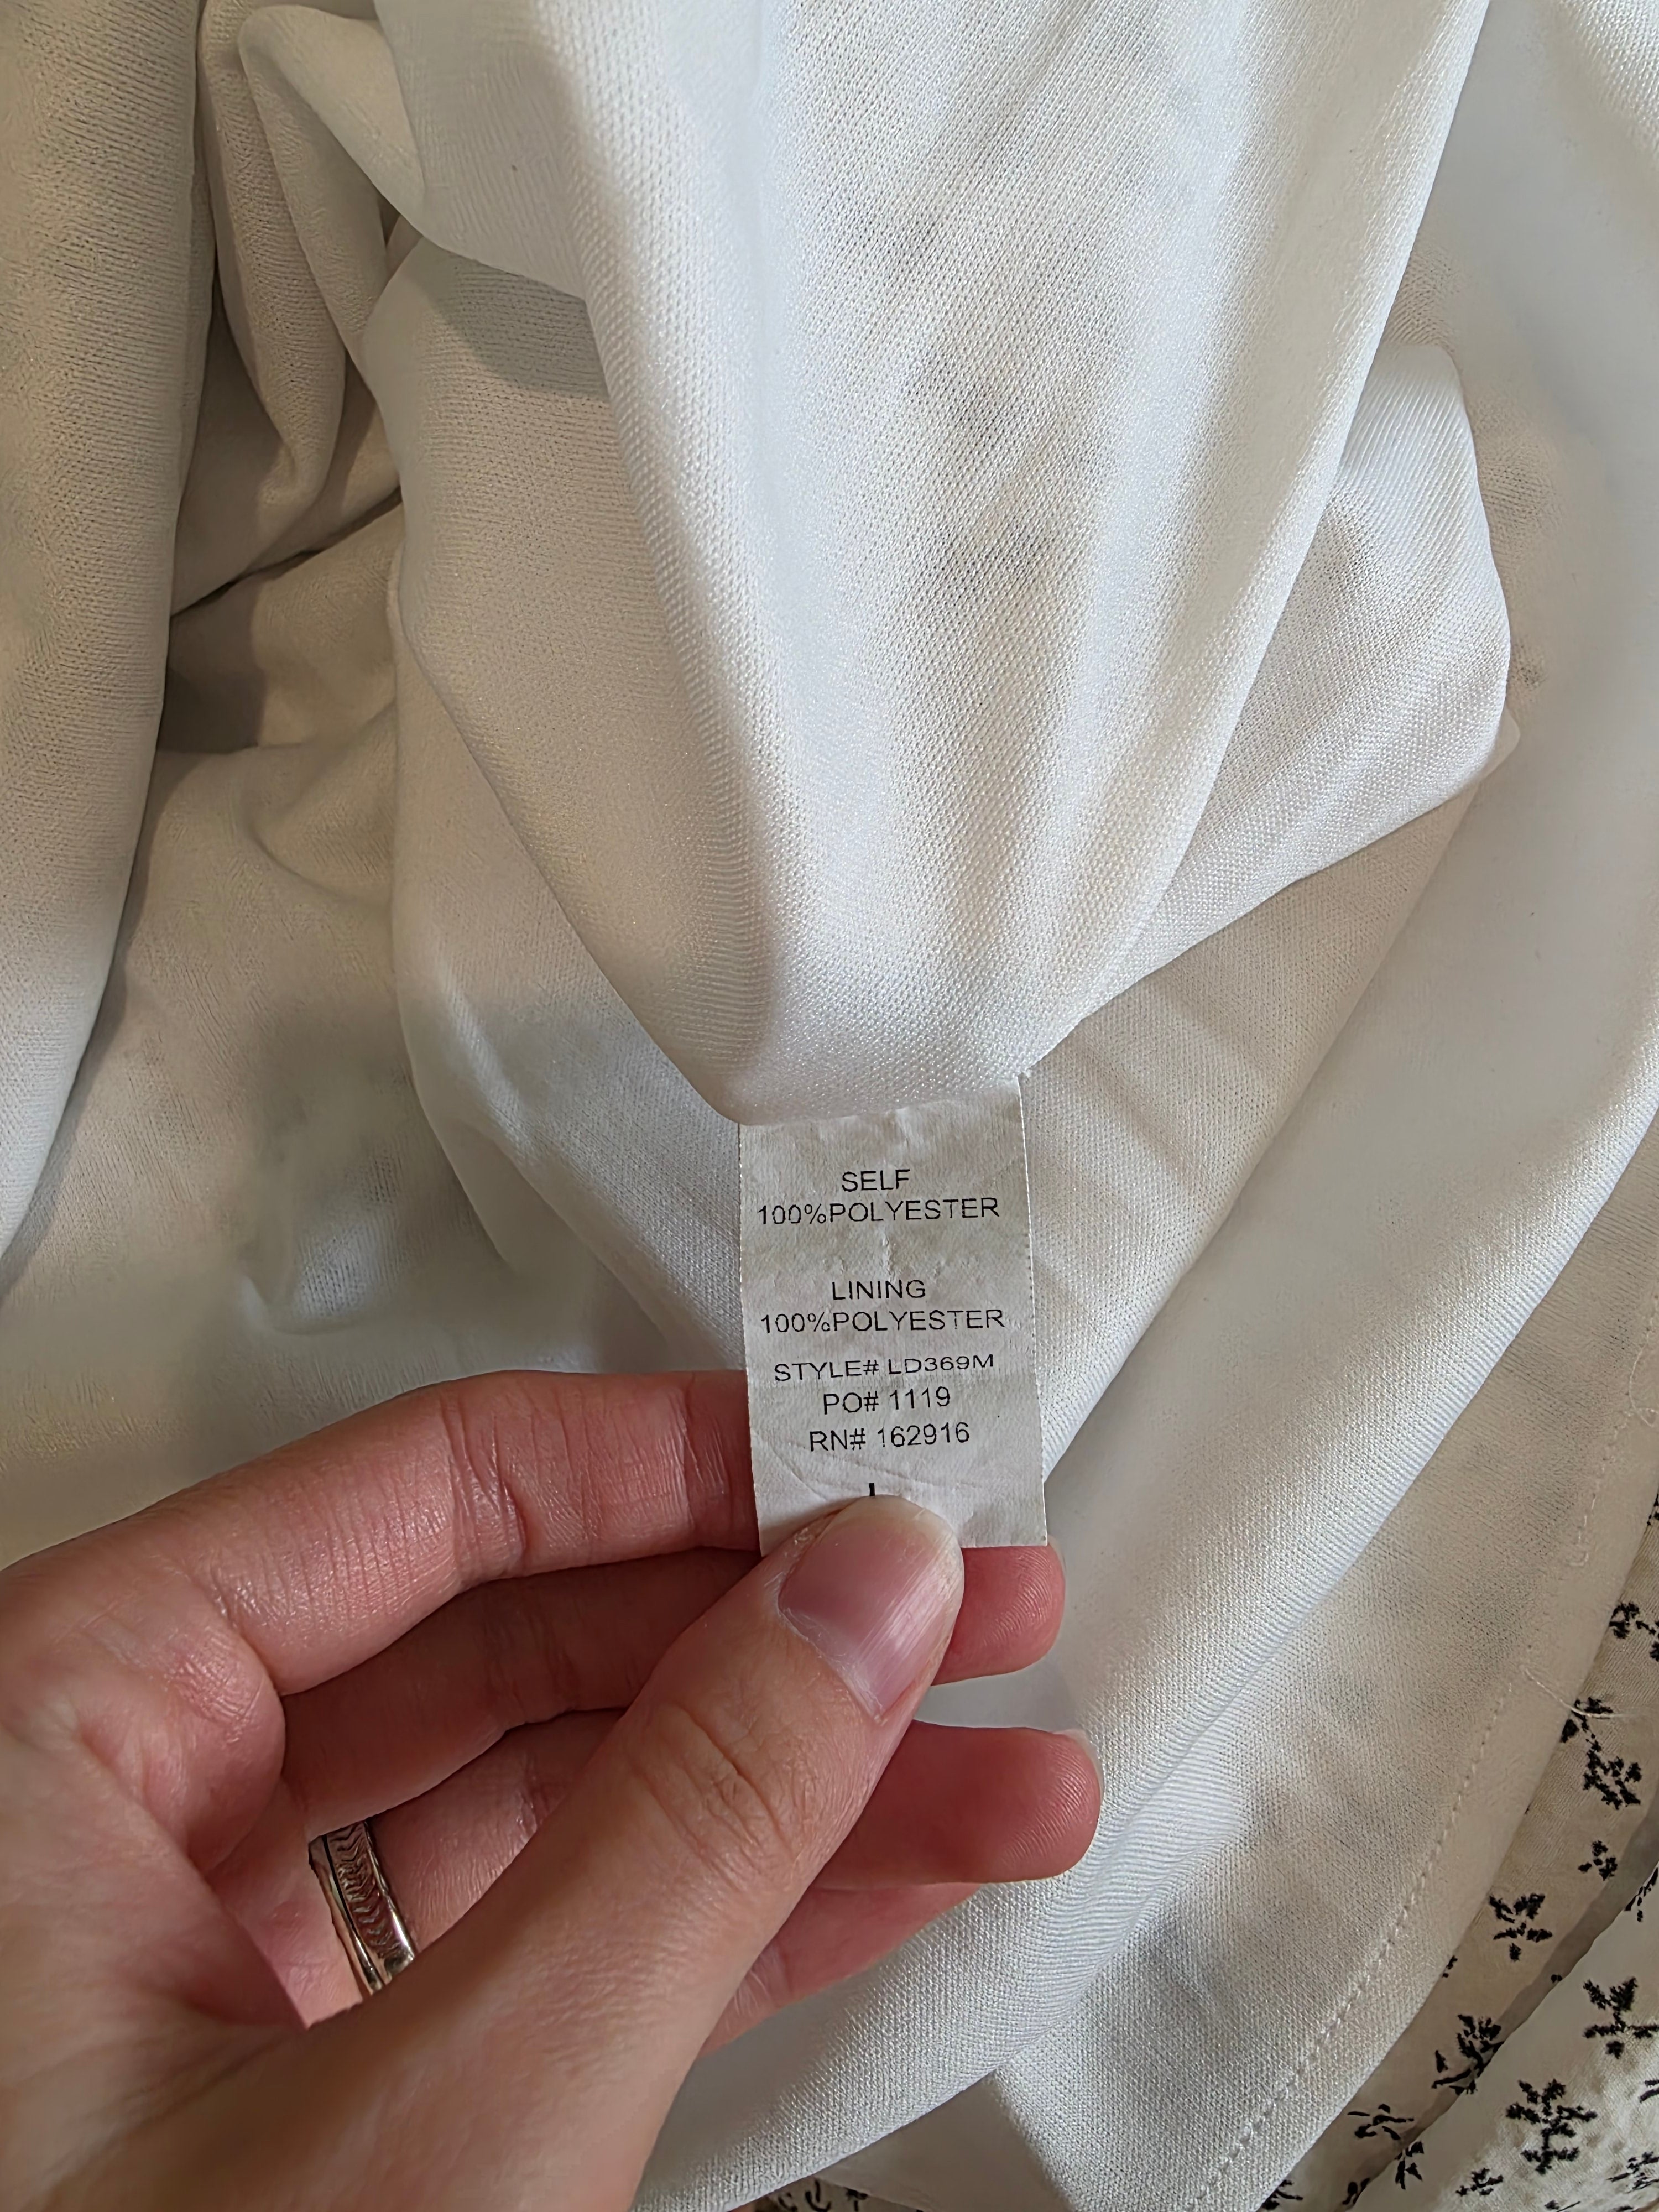 SELF
100%POLYESTER
LINING
100%POLYESTER
STYLE# LD369M
PO# 1119
RN# 162916